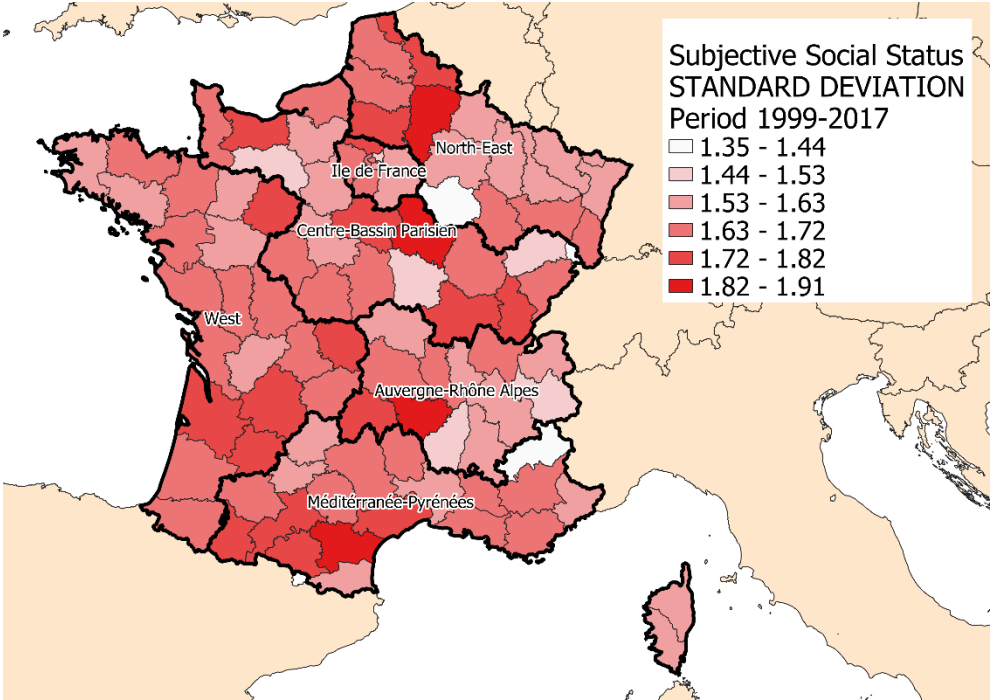 Subjective Social Status
STANDARD DEVIATION
Period 1999-2017
1.35 - 1.44
1.44 - 1.53
1.53 - 1.63
1.63 - 1.72
1.72 - 1.82
1.82 - 1.91
North-East
Ile de France
Centre-Bassin Parisien
West
Auvergne-Rhône Alpes
Méditérranée-Pyrénées